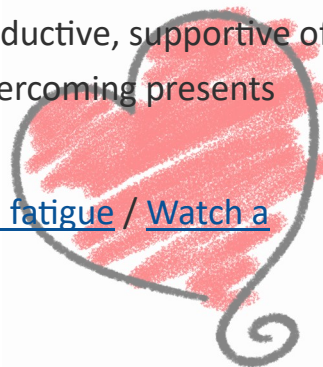 ductive, supportive of
ercoming presents
fatigue / Watch a